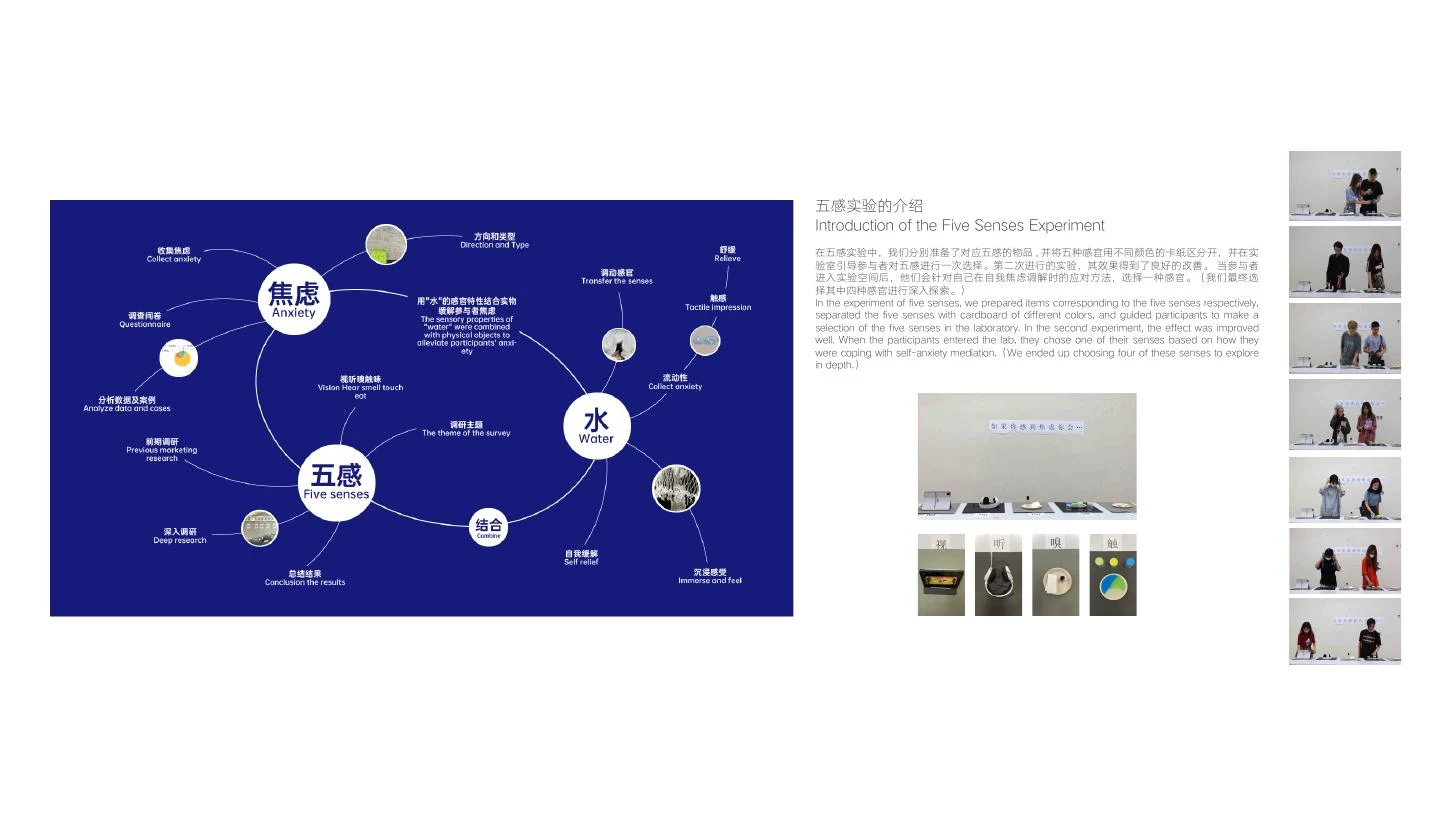 收集焦虑
Collect anxiety
方向和类型
Direction and Type
焦虑
Anxiety
调查问卷
Questionnaire
用"水"的感官特性结合实物
缓解参与者焦虑
The sensory properties of
"water" were combined
with physical objects to
alleviate participants' anxi-
ety
分析数据及案例
Analyze data and cases
视听嗅触味
Vision Hear smell touch
eat
调研主题
The theme of the survey
前期调研
Previous marketing
research
五感
Five senses
深入调研
Deep research
总结结果
Conclusion the results
结合
Combine
舒缓
Relieve
调动感官
Transfer the senses
触感
Tactile impression
流动性
Collect anxiety
水
Water
自我缓解
Self relief
沉浸感受
Immerse and feel
五感实验的介绍
Introduction of the Five Senses Experiment
在五感实验中，我们分别准备了对应五感的物品，并将五种感官用不同颜色的卡纸区分开，并在实
验室引导参与者对五感进行一次选择。第二次进行的实验，其效果得到了良好的改善。 当参与者
进入实验空间后，他们会针对自己在自我焦虑调解时的应对方法，选择一种感官。（我们最终选
择其中四种感官进行深入探索。）
In the experiment of five senses, we prepared items corresponding to the five senses respectively,
separated the five senses with cardboard of different colors, and guided participants to make a
selection of the five senses in the laboratory. In the second experiment, the effect was improved
well. When the participants entered the lab, they chose one of their senses based on how they
were coping with self-anxiety mediation. (We ended up choosing four of these senses to explore
in depth.)
如果你感到焦虑你会…
视
听
嗅
触